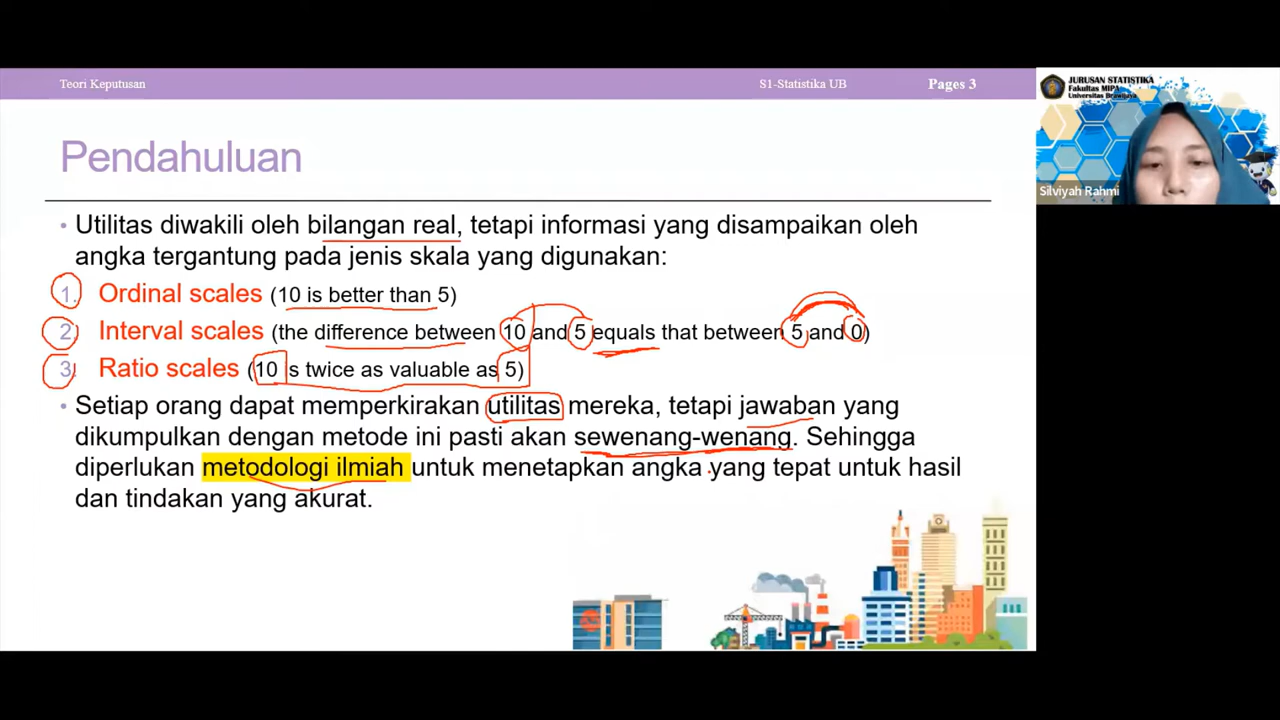 Teori Keputusan
S1-Statistika UB
Pages 3
JURUSAN STATISTIKA
Fakultas MIPA
Universitas Brawijaya
Silviyah Rahmi
Pendahuluan
• Utilitas diwakili oleh bilangan real, tetapi informasi yang disampaikan oleh
angka tergantung pada jenis skala yang digunakan:
1. Ordinal scales (10 is better than 5)
2. Interval scales (the difference between 10 and 5 equals that between 5 and 0)
3. Ratio scales (10 is twice as valuable as 5)
• Setiap orang dapat memperkirakan utilitas mereka, tetapi jawaban yang
dikumpulkan dengan metode ini pasti akan sewenang-wenang. Sehingga
diperlukan metodologi ilmiah untuk menetapkan angka yang tepat untuk hasil
dan tindakan yang akurat.